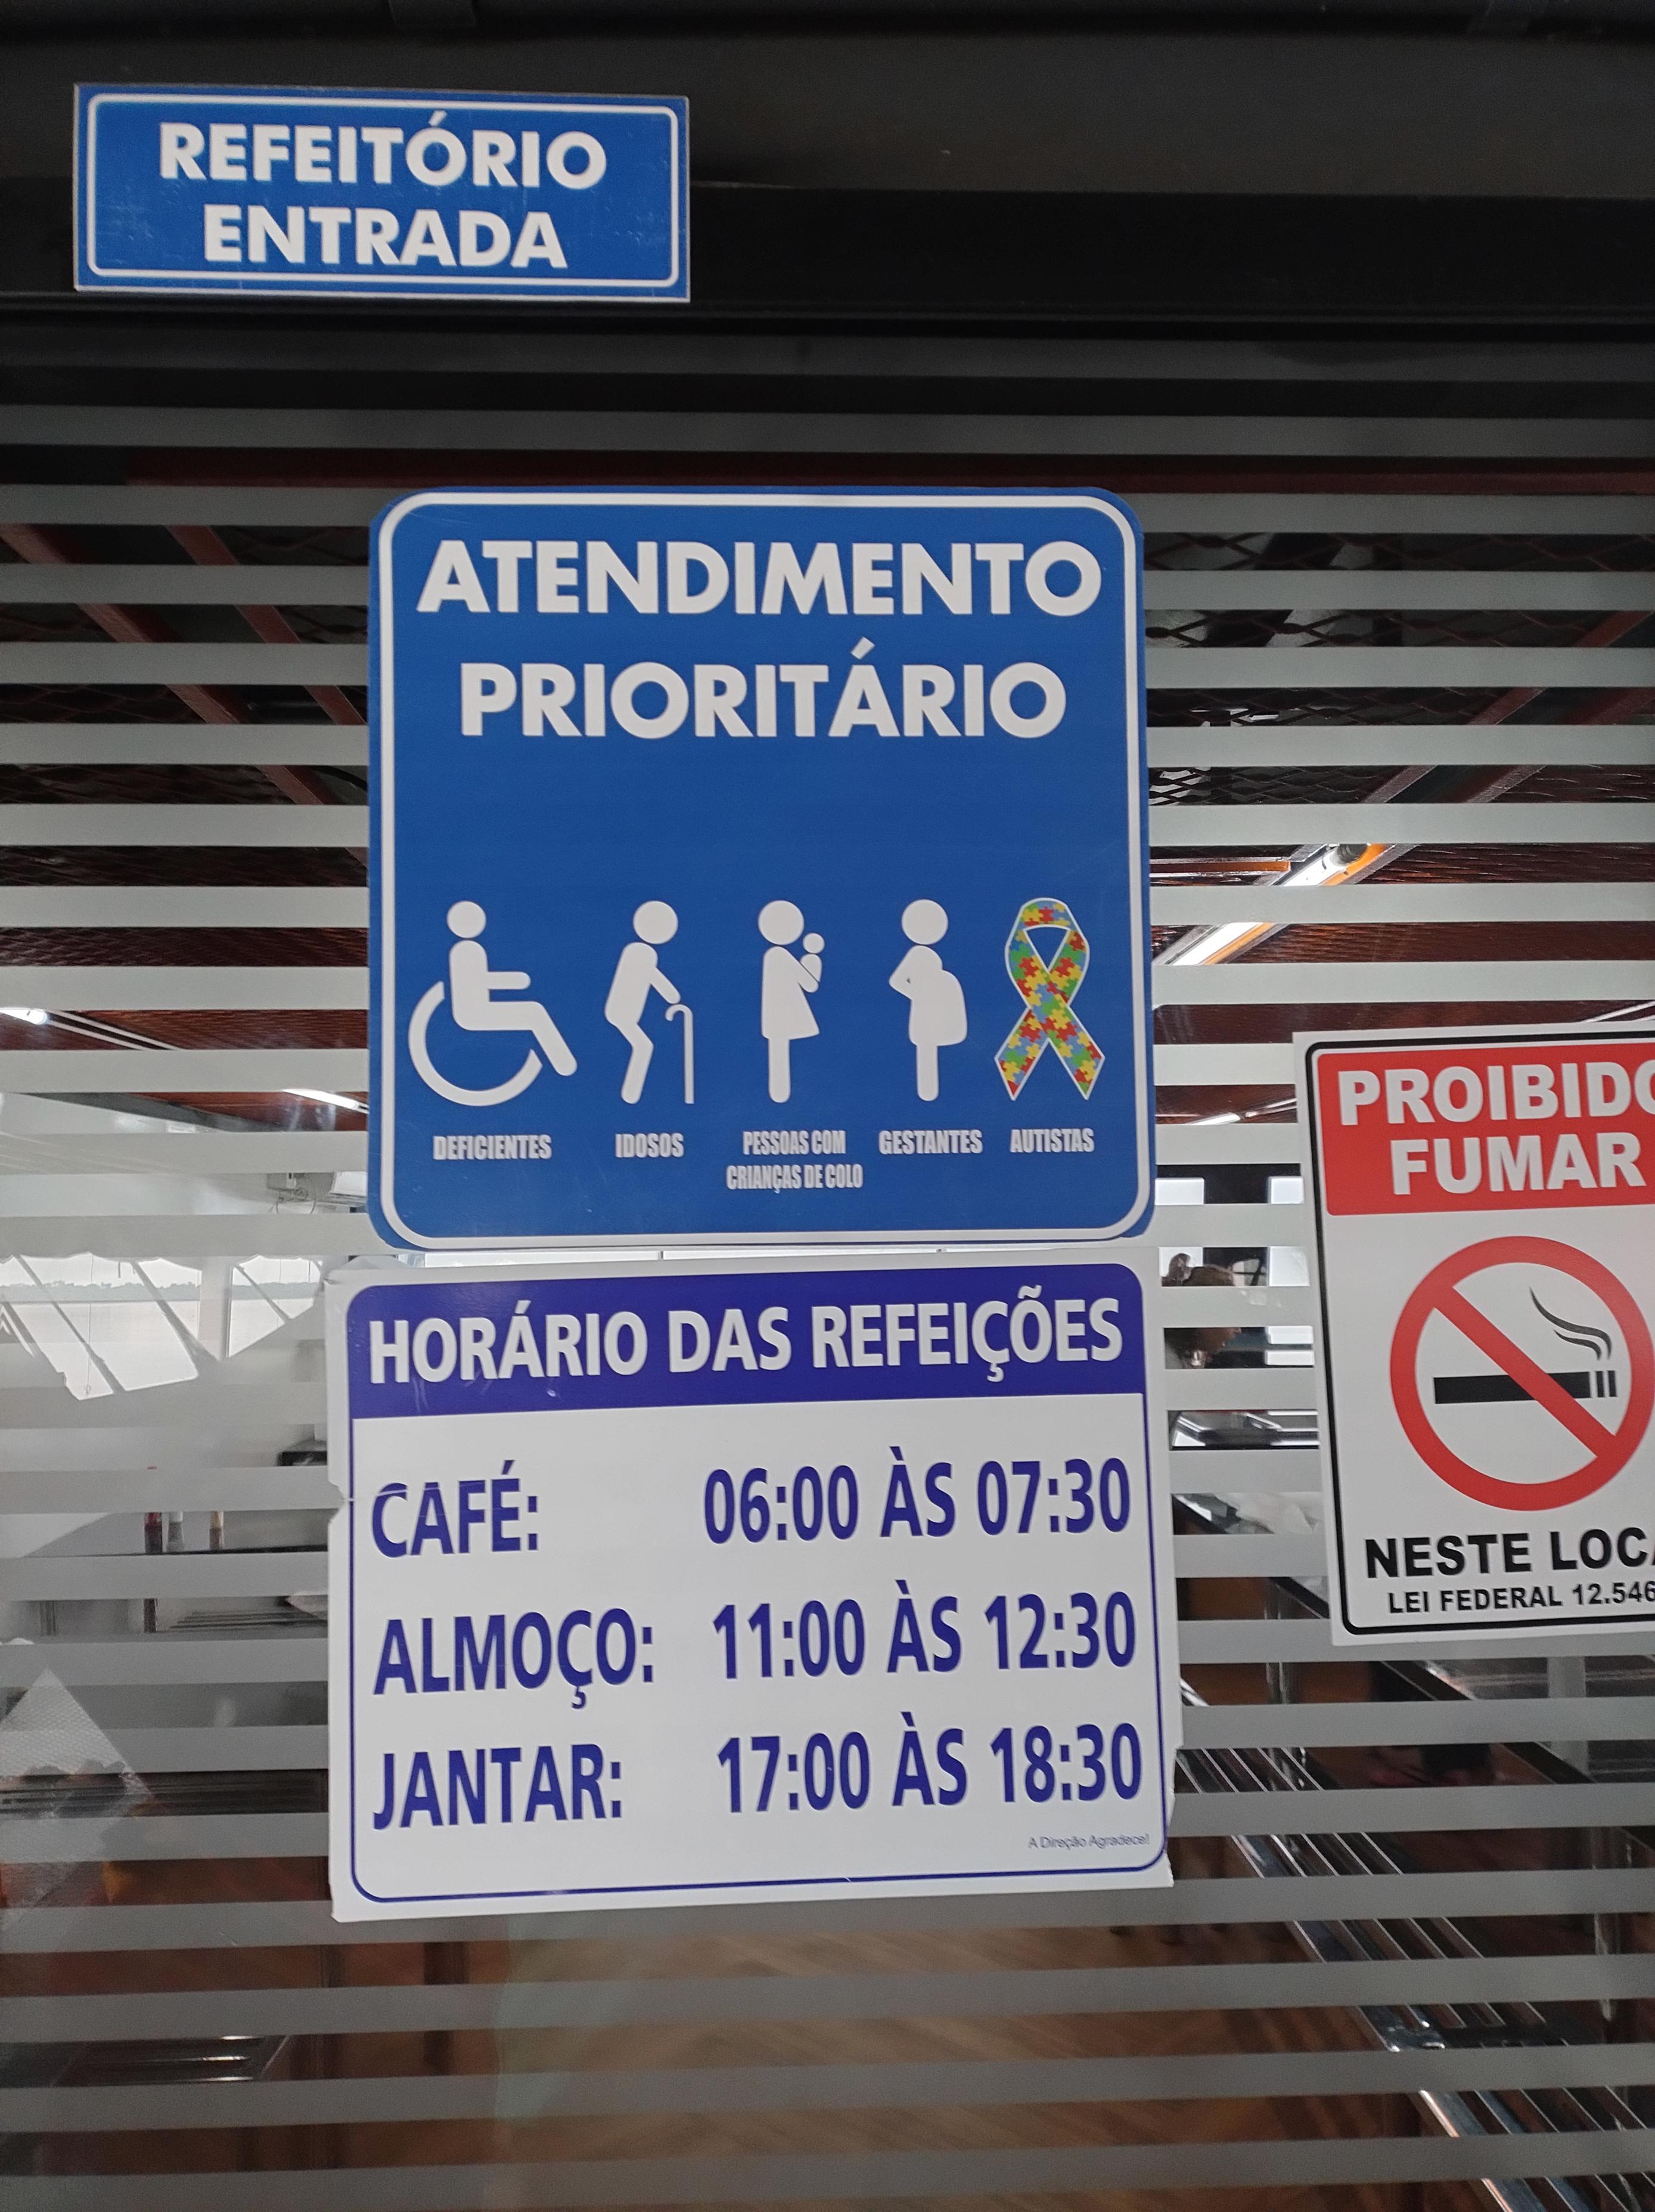 REFEITÓRIO
ENTRADA
ATENDIMENTO
PRIORITÁRIO
DEFICIENTES
IDOSOS
PESSOAS COM
CRIANÇAS DE COLO
GESTANTES
AUTISTAS
HORÁRIO DAS REFEIÇÕES
CAFÉ: 06:00 ÀS 07:30
ALMOÇO: 11:00 ÀS 12:30
JANTAR: 17:00 ÀS 18:30
A Direção Agradece!
PROIBIDO
FUMAR
NESTE LOCA
LEI FEDERAL 12.546